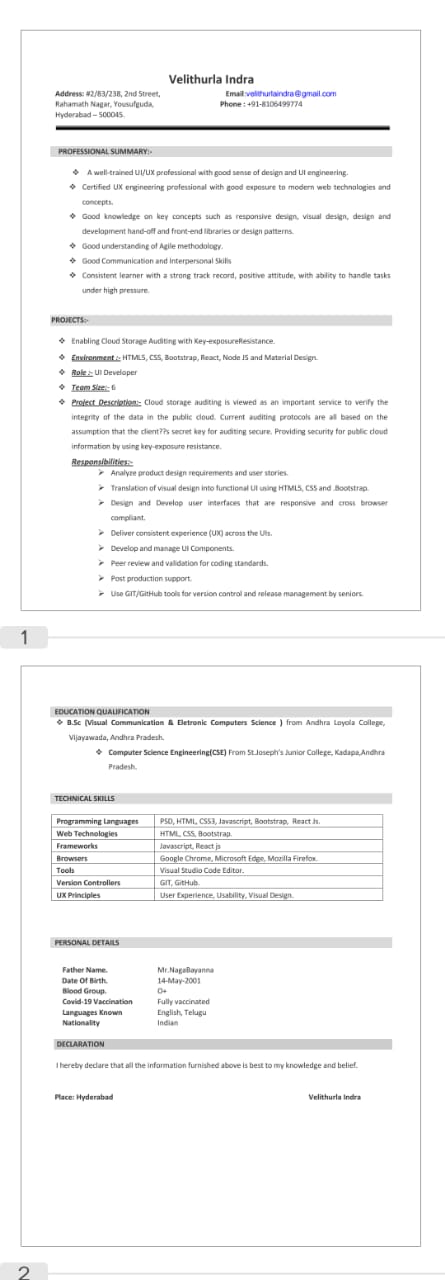 Velithurla Indra
Address: #2/83/238, 2nd Street,
Rahamath Nagar, Yousufguda,
Hyderabad – 500045.
Email:velithurlaindra@gmail.com
Phone : +91-8106499774
PROFESSIONAL SUMMARY:-
❖ A well-trained UI/UX professional with good sense of design and UI engineering.
❖ Certified UX engineering professional with good exposure to modern web technologies and
concepts.
❖ Good knowledge on key concepts such as responsive design, visual design, design and
development hand-off and front-end libraries or design patterns.
❖ Good understanding of Agile methodology.
❖ Good Communication and Interpersonal Skills
❖ Consistent learner with a strong track record, positive attitude, with ability to handle tasks
under high pressure.
PROJECTS:-
❖ Enabling Cloud Storage Auditing with Key-exposureResistance.
❖ Environment :- HTML5, CSS, Bootstrap, React, Node JS and Material Design.
❖ Role :- UI Developer
❖ Team Size:- 6
❖ Project Description:- Cloud storage auditing is viewed as an important service to verify the
integrity of the data in the public cloud. Current auditing protocols are all based on the
assumption that the client??s secret key for auditing secure. Providing security for public cloud
information by using key-exposure resistance.
Responsibilities:-
➢ Analyze product design requirements and user stories.
➢ Translation of visual design into functional UI using HTML5, CSS and .Bootstrap.
➢ Design and Develop user interfaces that are responsive and cross browser
compliant.
➢ Deliver consistent experience (UX) across the UIs.
➢ Develop and manage UI Components.
➢ Peer review and validation for coding standards.
➢ Post production support.
➢ Use GIT/GitHub tools for version control and release management by seniors.
1
EDUCATION QUALIFICATION
❖ B.Sc (Visual Communication & Eletronic Computers Science ) from Andhra Loyola College,
Vijayawada, Andhra Pradesh.
❖ Computer Science Engineering(CSE) From St.Joseph's Junior College, Kadapa,Andhra
Pradesh.
TECHNICAL SKILLS
Programming Languages PSD, HTML, CSS3, Javascript, Bootstrap, React Js.
Web Technologies HTML, CSS, Bootstrap.
Frameworks Javascript, React js
Browsers Google Chrome, Microsoft Edge, Mozilla Firefox.
Tools Visual Studio Code Editor.
Version Controllers GIT, GitHub.
UX Principles User Experience, Usability, Visual Design.
PERSONAL DETAILS
Father Name. Mr.NagaBayanna
Date Of Birth. 14-May-2001
Blood Group. O+
Covid-19 Vaccination Fully vaccinated
Languages Known English, Telugu
Nationality Indian
DECLARATION
I hereby declare that all the information furnished above is best to my knowledge and belief.
Place: Hyderabad Velithurla Indra
2